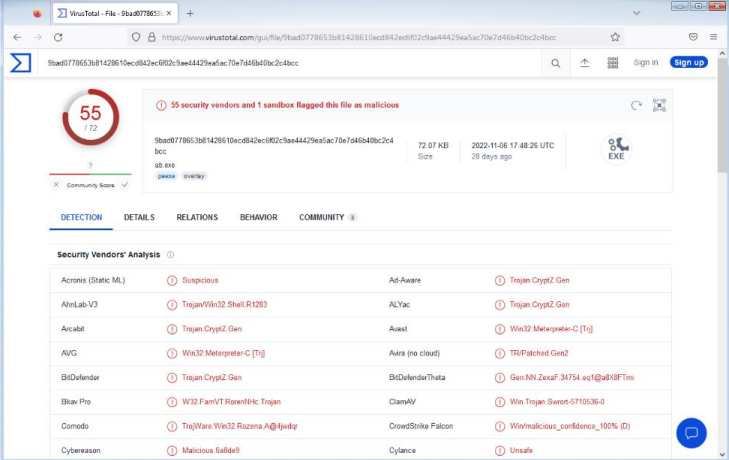 VirusTotal - File - 9bad0778653b
https://www.virustotal.com/gui/file/9bad0778653b81428610ecd842ec6f02c9ae44429ea5ac70e7d46b40bc2c4bcc
9bad0778653b81428610ecd842ec6f02c9ae44429ea5ac70e7d46b40bc2c4bcc
Sign in
Sign up
55
/ 72
?
Community Score
55 security vendors and 1 sandbox flagged this file as malicious
9bad0778653b81428610ecd842ec6f02c9ae44429ea5ac70e7d46b40bc2c4
bcc
ab.exe
peexe
overlay
72.07 KB
Size
2022-11-06 17:48:26 UTC
28 days ago
EXE
DETECTION
DETAILS
RELATIONS
BEHAVIOR
COMMUNITY 3
Security Vendors' Analysis
Acronis (Static ML)
Suspicious
Ad-Aware
Trojan.CryptZ.Gen
AhnLab-V3
Trojan/Win32.Shell.R1283
ALYac
Trojan.CryptZ.Gen
Arcabit
Trojan.CryptZ.Gen
Avast
Win32:Meterpreter-C [Trj]
AVG
Win32:Meterpreter-C [Trj]
Avira (no cloud)
TR/Patched.Gen2
BitDefender
Trojan.CryptZ.Gen
BitDefenderTheta
Gen:NN.ZexaF.34754.eq1@a8X8FTmi
Bkav Pro
W32.FamVT.RorenNHc.Trojan
ClamAV
Win.Trojan.Swrort-5710536-0
Comodo
TrojWare.Win32.Rozena.A@4jwdqr
CrowdStrike Falcon
Win/malicious_confidence_100% (D)
Cybereason
Malicious.6a8de9
Cylance
Unsafe